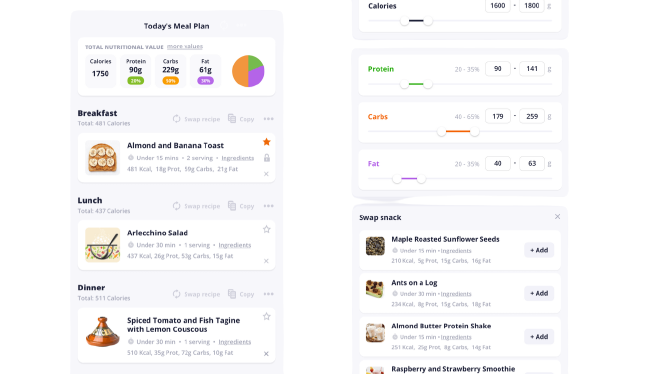 Today's Meal Plan
TOTAL NUTRITIONAL VALUE see more values
Calories Protein Carbs Fat
1750 90g 229g 61g
20% 50% 30%
Breakfast
Total: 481 Calories
Swap recipe Copy
Almond and Banana Toast
Under 15 mins • 2 serving • Ingredients
481 Kcal, 18g Prot, 59g Carbs, 21g Fat
Lunch
Total: 437 Calories
Swap recipe Copy
Arlecchino Salad
Under 30 min • 1 serving • Ingredients
437 Kcal, 26g Prot, 53g Carbs, 15g Fat
Dinner
Total: 511 Calories
Swap recipe Copy
Spiced Tomato and Fish Tagine
with Lemon Couscous
Under 30 min • 1 serving • Ingredients
510 Kcal, 35g Prot, 72g Carbs, 10g Fat
Calories 1600 - 1800
Protein 20 - 35% 90 - 141 g
Carbs 40 - 65% 179 - 259 g
Fat 20 - 35% 40 - 63 g
Swap snack
Maple Roasted Sunflower Seeds
Under 15 min • Ingredients
210 Kcal, 5g Prot, 15g Carbs, 16g Fat
+ Add
Ants on a Log
Under 30 min • Ingredients
234 Kcal, 8g Prot, 15g Carbs, 18g Fat
+ Add
Almond Butter Protein Shake
Under 15 min • Ingredients
251 Kcal, 25g Prot, 8g Carbs, 14g Fat
+ Add
Raspberry and Strawberry Smoothie